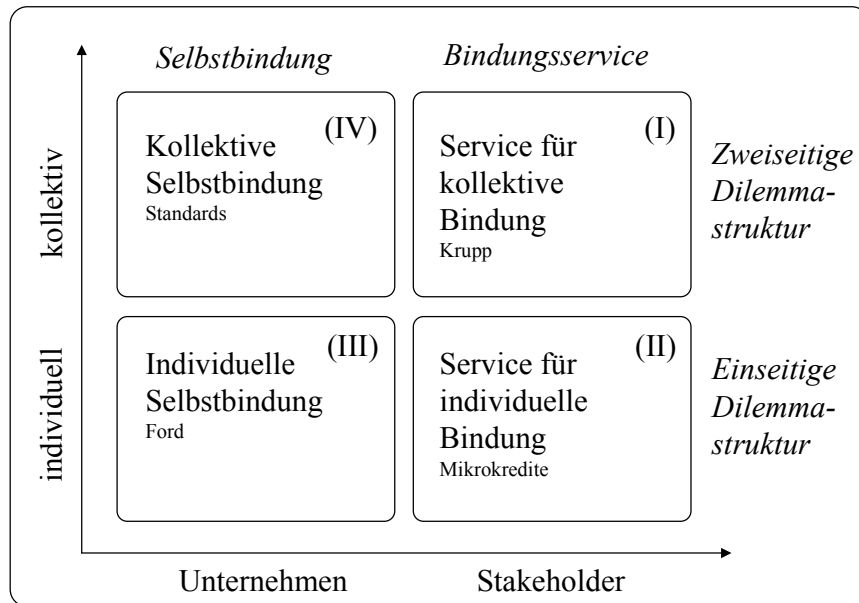 Selbstbindung
Bindungsservice
kollektiv
(IV)
Kollektive
Selbstbindung
Standards
(I)
Service für
kollektive
Bindung
Krupp
Zweiseitige
Dilemma-
struktur
individuell
(III)
Individuelle
Selbstbindung
Ford
(II)
Service für
individuelle
Bindung
Mikrokredite
Einseitige
Dilemma-
struktur
Unternehmen
Stakeholder